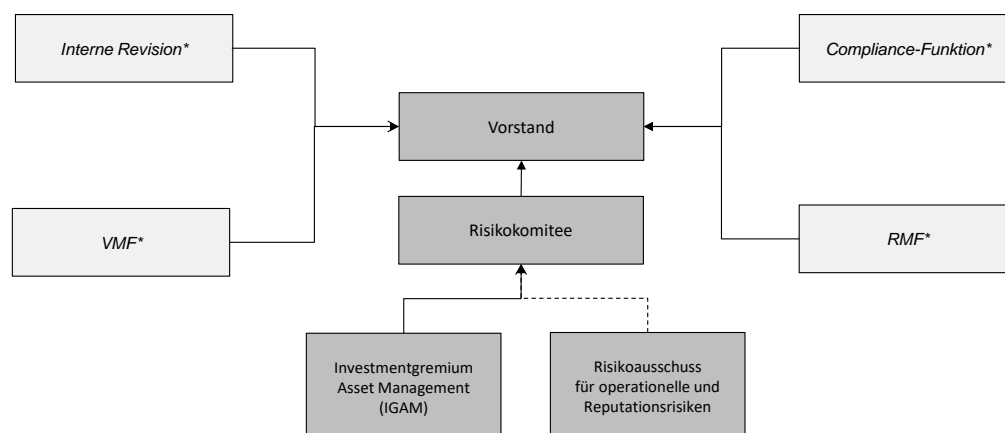 Interne Revision*
Compliance-Funktion*
Vorstand
VMF*
Risikokomitee
RMF*
Investmentgremium
Asset Management
(IGAM)
Risikoausschuss
für operationelle und
Reputationsrisiken